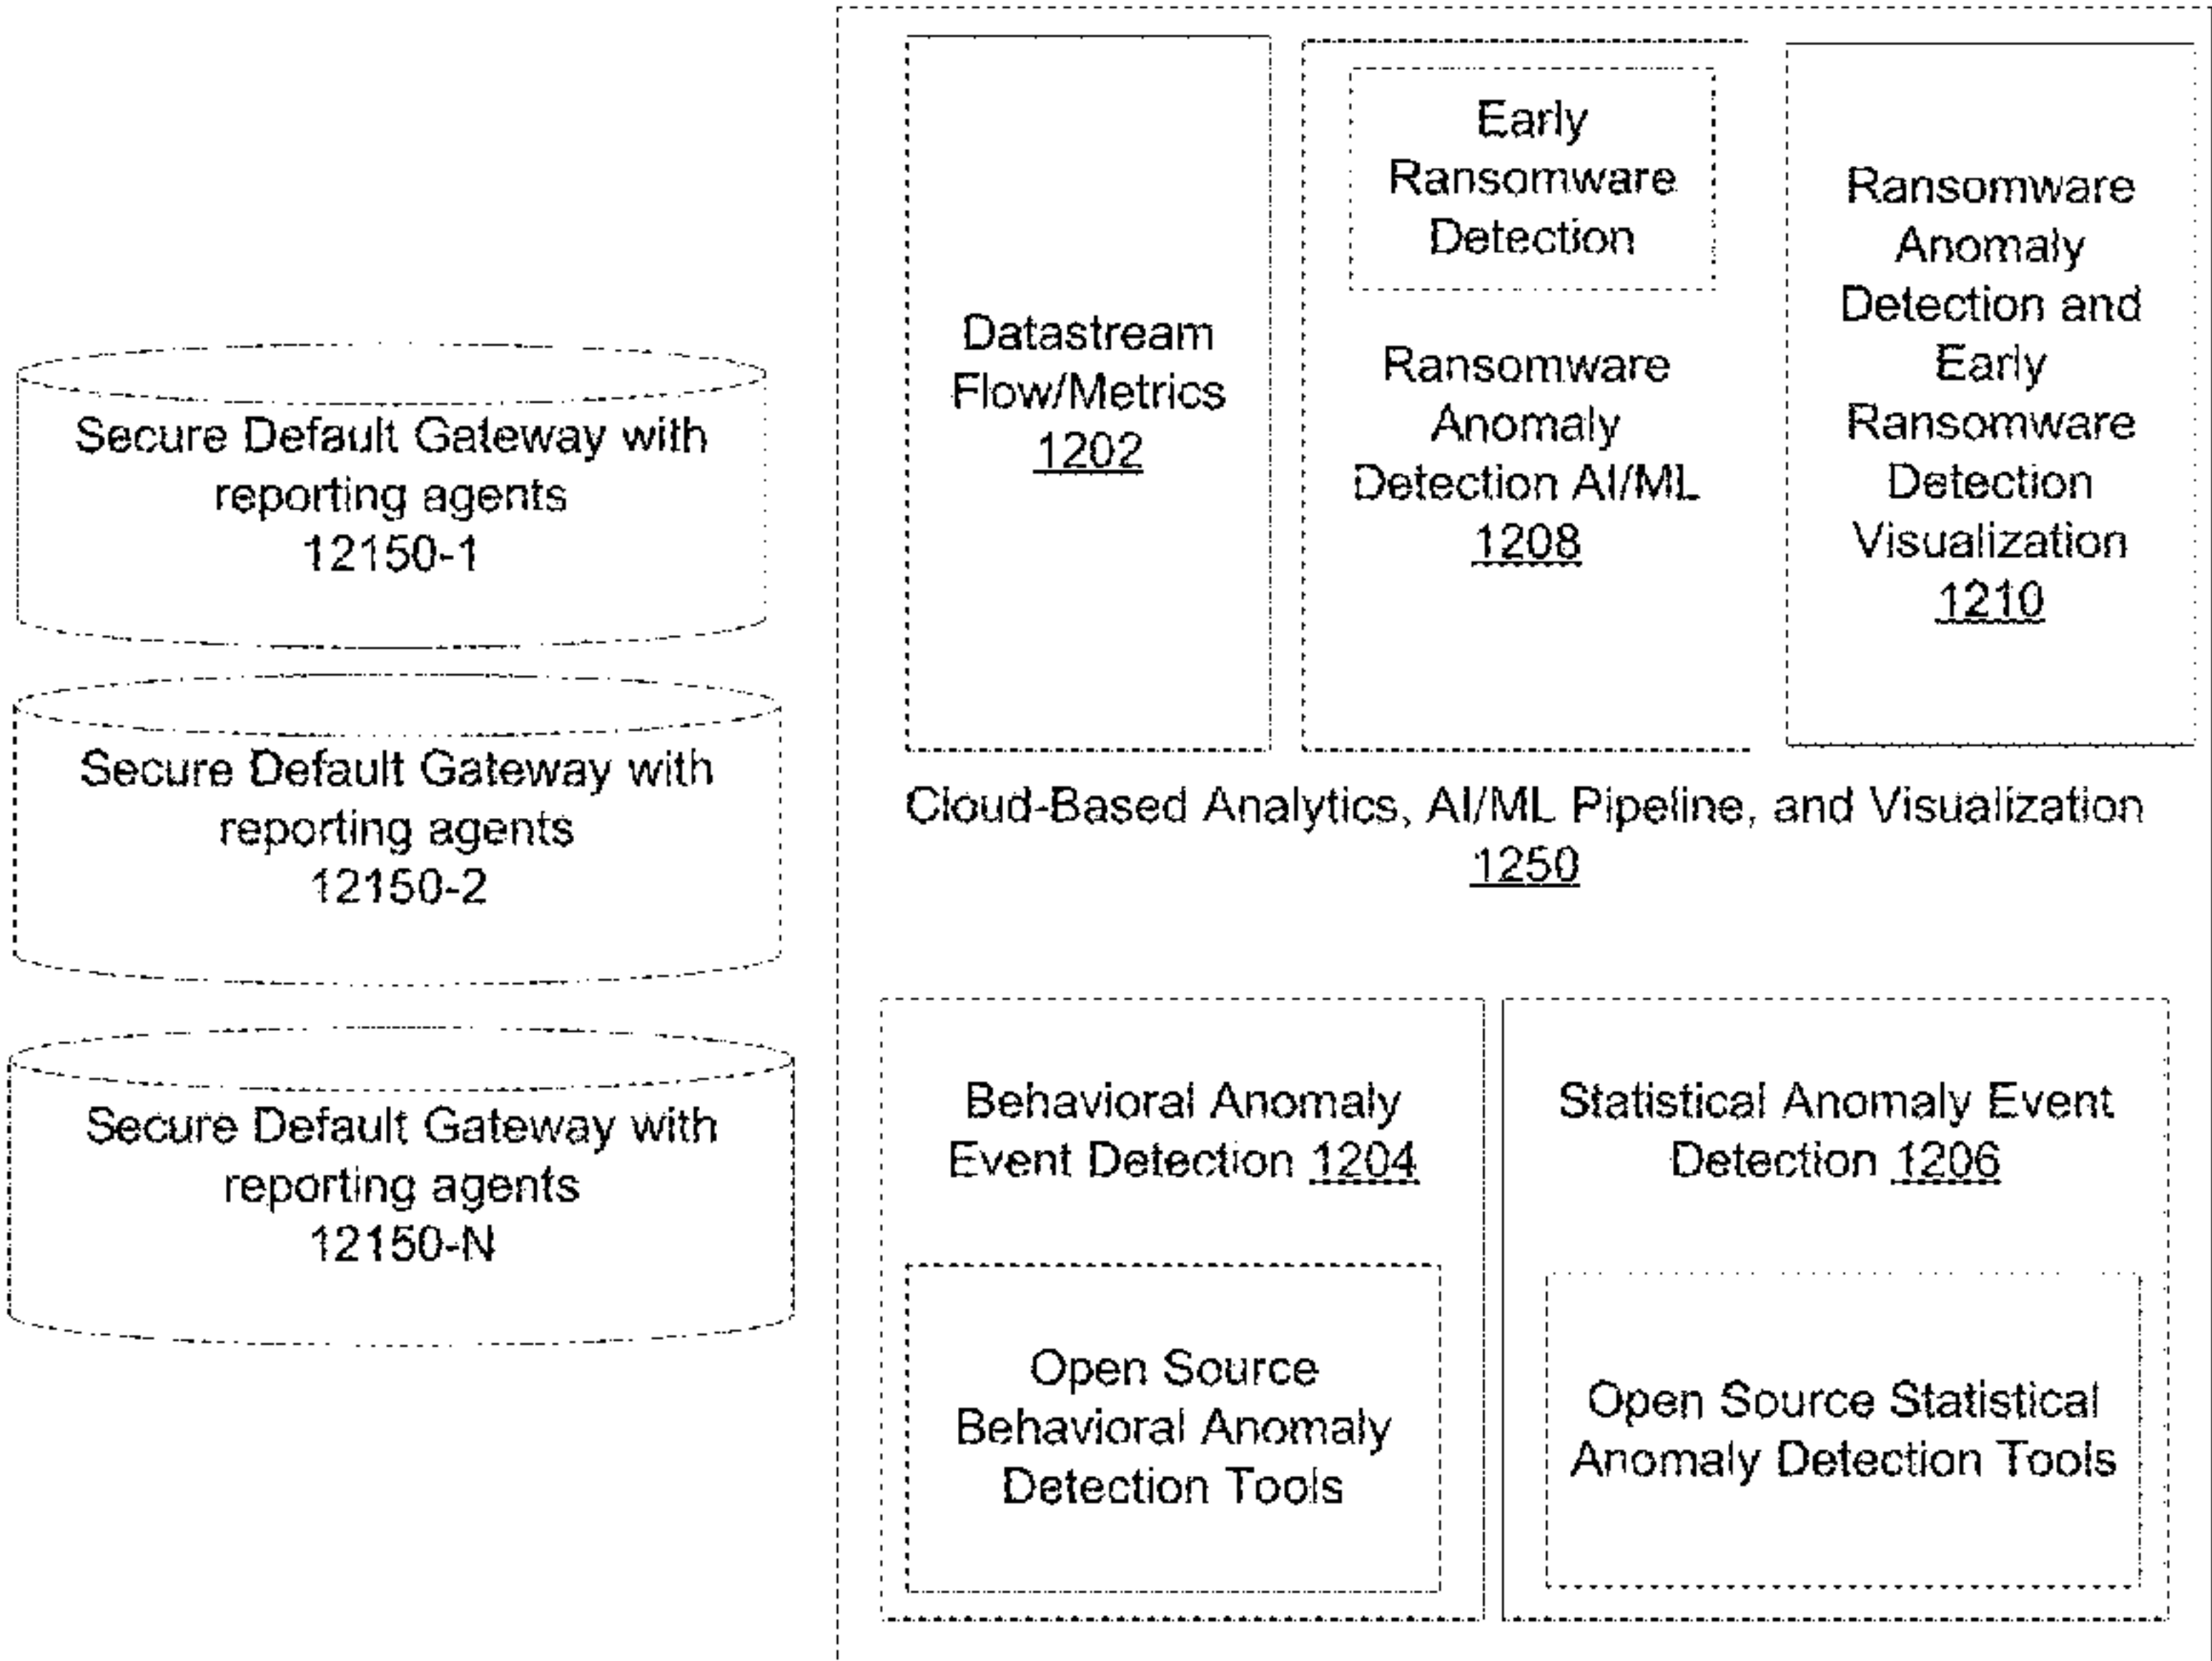 Secure Default Gateway with
reporting agents
12150-1
Secure Default Gateway with
reporting agents
12150-2
Secure Default Gateway with
reporting agents
12150-N
Datastream
Flow/Metrics
1202
Early
Ransomware
Detection
Ransomware
Anomaly
Detection AI/ML
1208
Ransomware
Anomaly
Detection and
Early
Ransomware
Detection
Visualization
1210
Cloud-Based Analytics, AI/ML Pipeline, and Visualization
1250
Behavioral Anomaly
Event Detection 1204
Open Source
Behavioral Anomaly
Detection Tools
Statistical Anomaly Event
Detection 1206
Open Source Statistical
Anomaly Detection Tools